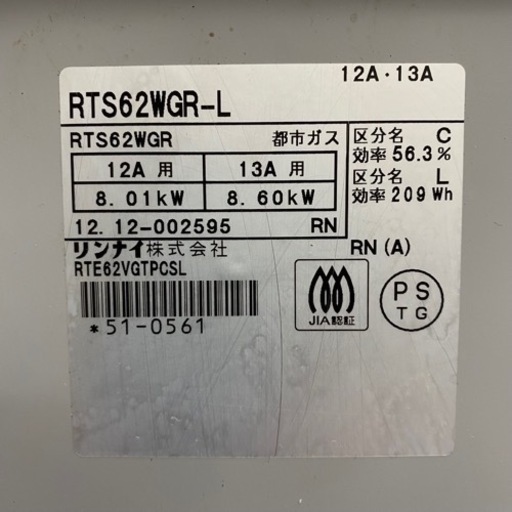 12A・13A
RTS62WGR-L
RTS62WGR 都市ガス
12A 用 13A 用
8.01kW 8.60kW
12.12-002595 RN
区分名 C
効率 56.3%
区分名 L
効率 209Wh
リンナイ株式会社 RN(A)
RTE62VGTPCSL
*51-0561
JIA認証
PS
TG